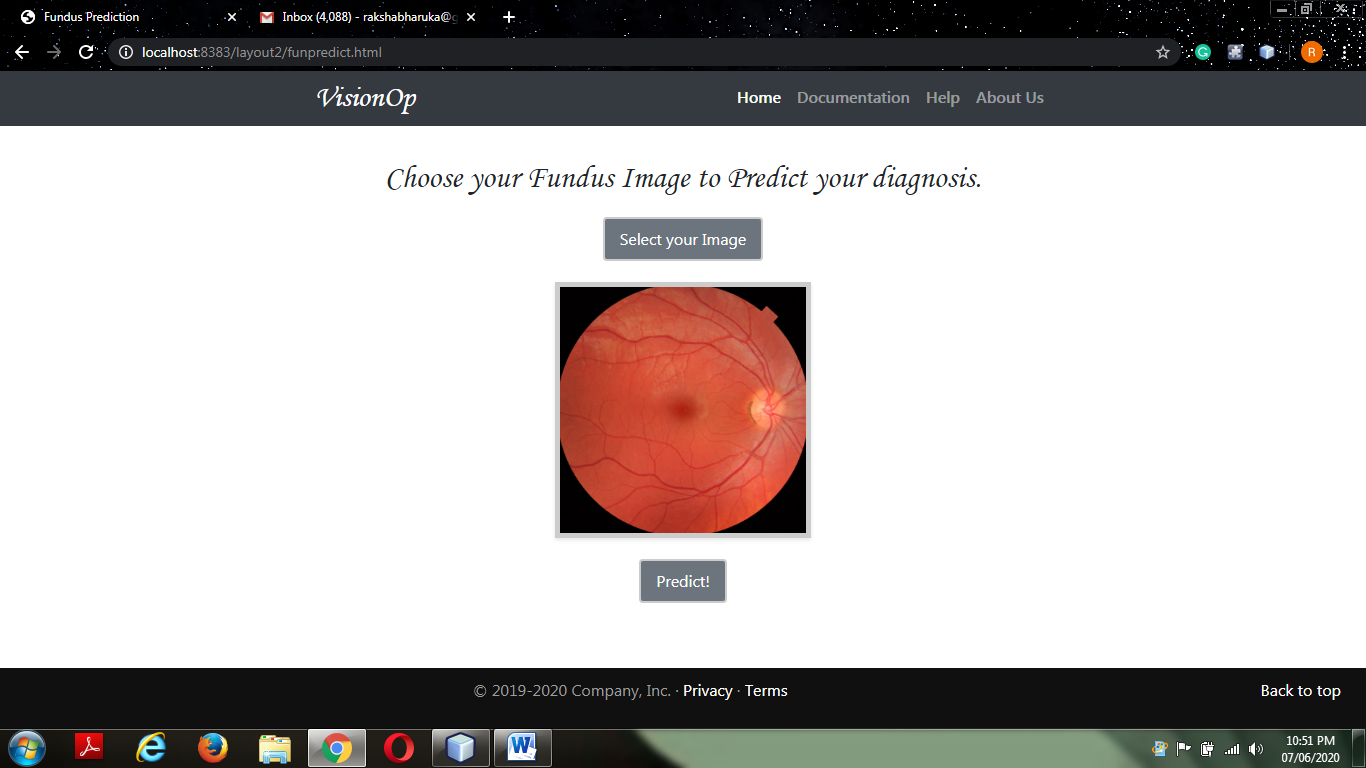 Fundus Prediction
Inbox (4,088) - rakshabharuka@g
localhost:8383/layout2/funpredict.html
R
VisionOp
Home Documentation Help About Us
Choose your Fundus Image to Predict your diagnosis.
Select your Image
Predict!
© 2019-2020 Company, Inc. · Privacy · Terms
Back to top
10:51 PM
07/06/2020